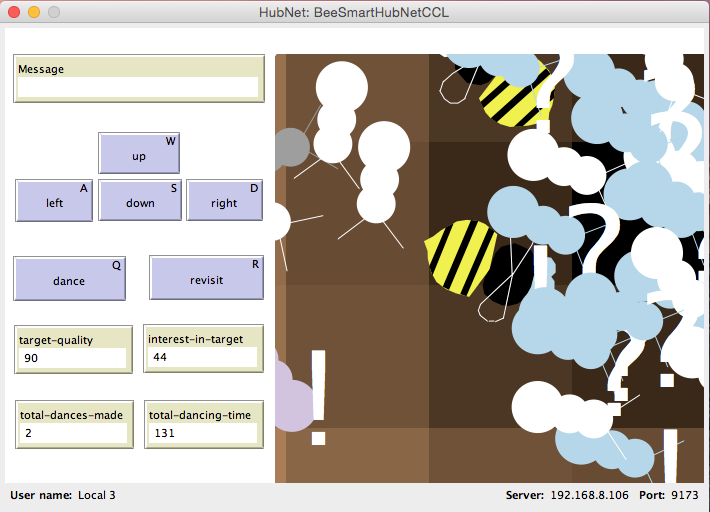 HubNet: BeeSmartHubNetCCL
Message
W
up
A
left
S
down
D
right
Q
dance
R
revisit
target-quality
90
interest-in-target
44
total-dances-made
2
total-dancing-time
131
?
!
?
?
!
?
?
?
!
!
User name: Local 3
Server: 192.168.8.106 Port: 9173